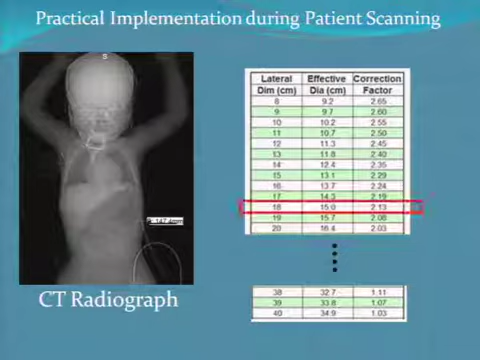 Practical Implementation during Patient Scanning
S
147.4mm
CT Radiograph
Lateral Dim (cm) Effective Dia (cm) Correction Factor
8 9.2 2.65
9 9.7 2.60
10 10.2 2.55
11 10.7 2.50
12 11.3 2.45
13 11.8 2.40
14 12.4 2.35
15 13.1 2.29
16 13.7 2.24
17 14.3 2.19
18 15.0 2.13
19 15.7 2.08
20 16.4 2.03
38 32.7 1.11
39 33.8 1.07
40 34.9 1.03